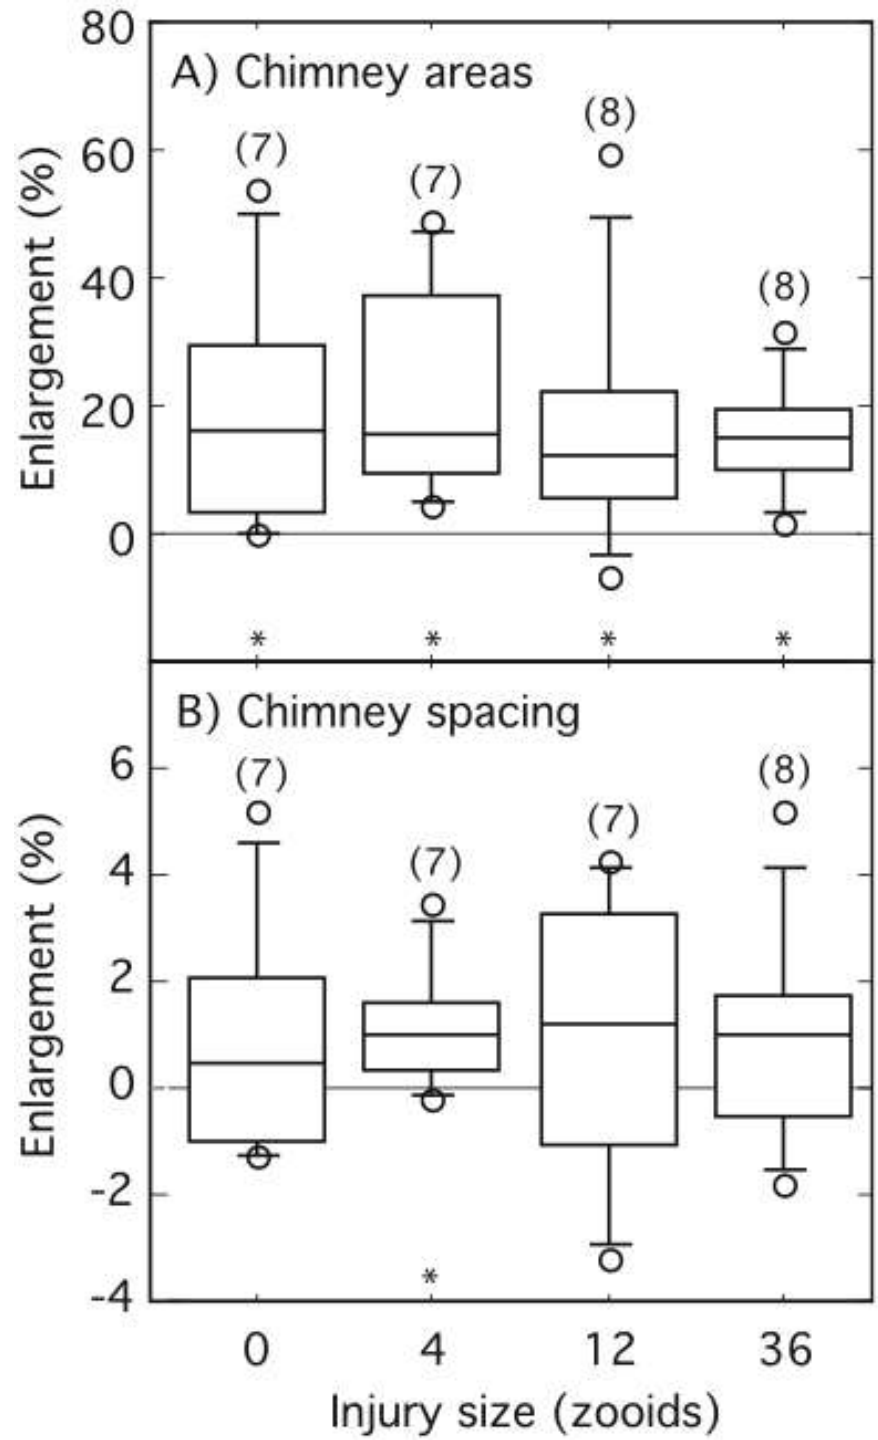 80
A) Chimney areas
(8)
60
(7)
(7)
Enlargement (%)
40
(8)
20
0
* * * *
B) Chimney spacing
6
(7)
(8)
(7)
4
(7)
Enlargement (%)
2
0
-2
*
-4
0 4 12 36
Injury size (zooids)